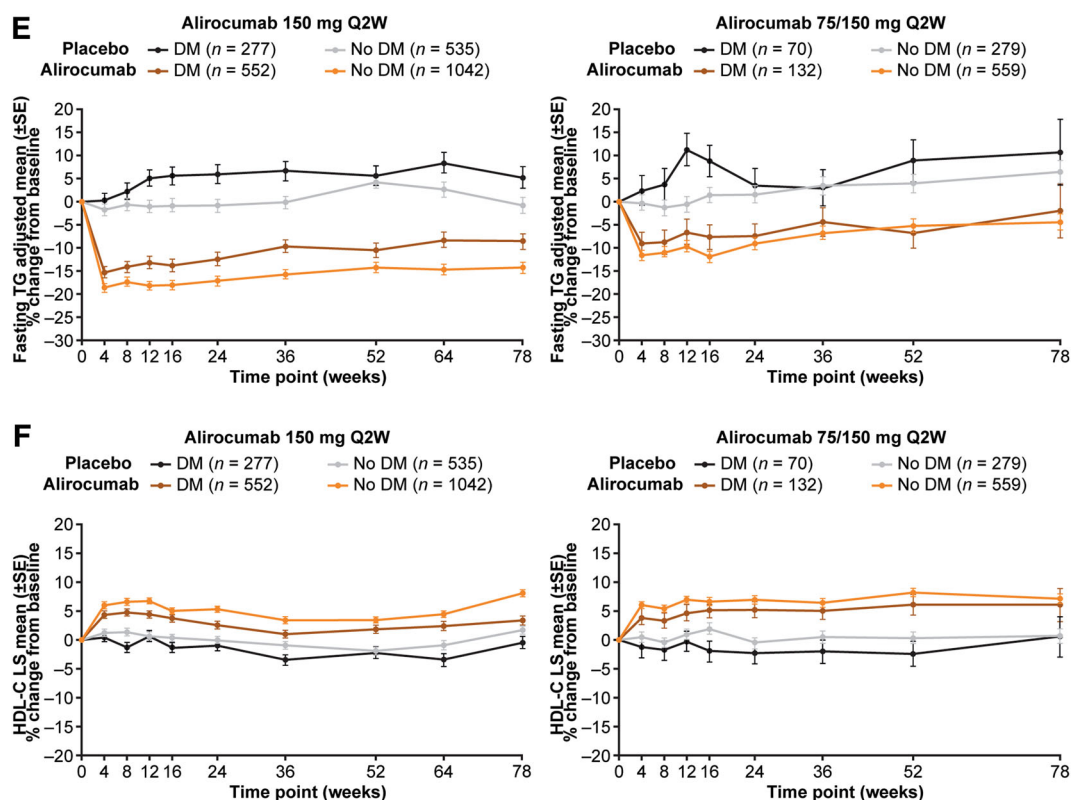 E
Alirocumab 150 mg Q2W
Placebo DM (n = 277) No DM (n = 535)
Alirocumab DM (n = 552) No DM (n = 1042)
Fasting TG adjusted mean (±SE)
% change from baseline
20
15
10
5
0
–5
–10
–15
–20
–25
–30
0 4 8 12 16 24 36 52 64 78
Time point (weeks)
Alirocumab 75/150 mg Q2W
Placebo DM (n = 70) No DM (n = 279)
Alirocumab DM (n = 132) No DM (n = 559)
Fasting TG adjusted mean (±SE)
% change from baseline
20
15
10
5
0
–5
–10
–15
–20
–25
–30
0 4 8 12 16 24 36 52 78
Time point (weeks)
F
Alirocumab 150 mg Q2W
Placebo DM (n = 277) No DM (n = 535)
Alirocumab DM (n = 552) No DM (n = 1042)
HDL-C LS mean (±SE)
% change from baseline
20
15
10
5
0
–5
–10
–15
–20
0 4 8 12 16 24 36 52 64 78
Time point (weeks)
Alirocumab 75/150 mg Q2W
Placebo DM (n = 70) No DM (n = 279)
Alirocumab DM (n = 132) No DM (n = 559)
HDL-C LS mean (±SE)
% change from baseline
20
15
10
5
0
–5
–10
–15
–20
0 4 8 12 16 24 36 52 78
Time point (weeks)